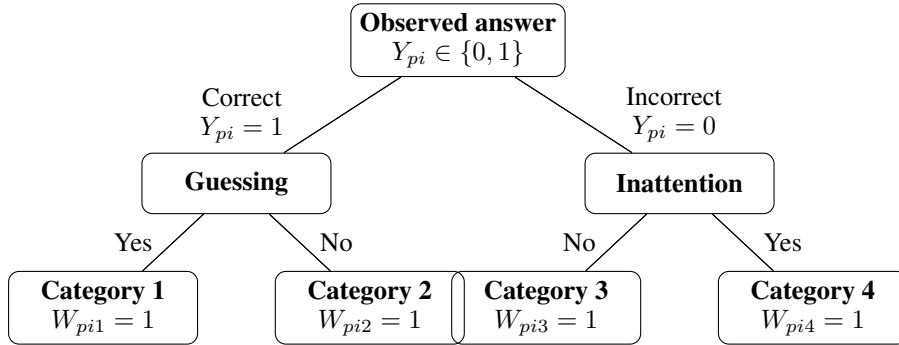 Observed answer
Y_{pi} ∈ {0, 1}
Correct
Y_{pi} = 1
Incorrect
Y_{pi} = 0
Guessing
Inattention
Yes
No
No
Yes
Category 1
W_{pi1} = 1
Category 2
W_{pi2} = 1
Category 3
W_{pi3} = 1
Category 4
W_{pi4} = 1